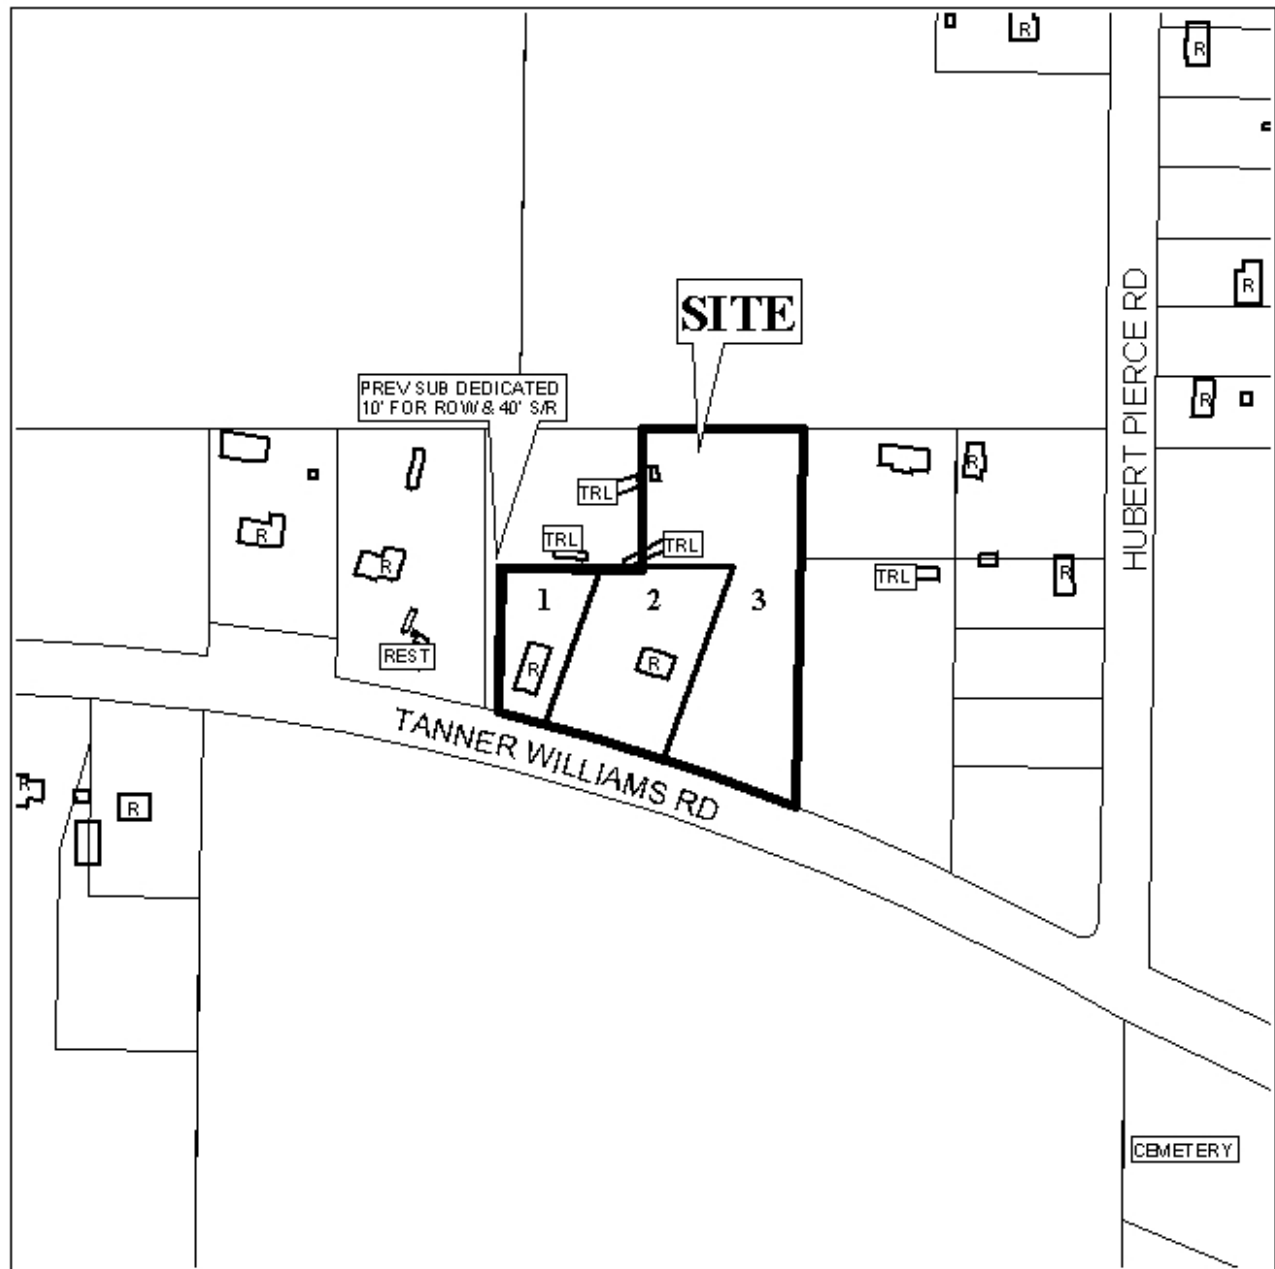 R
R
R
SITE
HUBERT PIERCE RD
PREV SUB DEDICATED
10' FOR ROW & 40' S/R
R
R
R
TRL
R
TRL
TRL
R
TRL
R
1
2
3
REST
R
R
TANNER WILLIAMS RD
R
R
CEMETERY